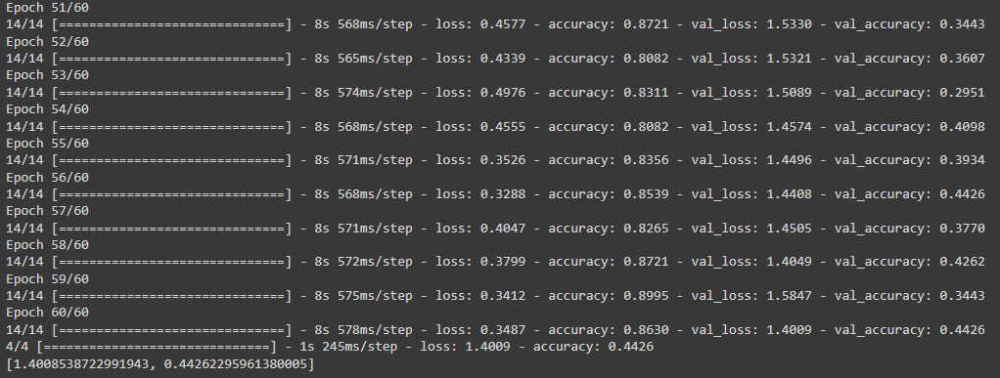 Epoch 51/60
14/14 [==============================] - 8s 568ms/step - loss: 0.4577 - accuracy: 0.8721 - val_loss: 1.5330 - val_accuracy: 0.3443
Epoch 52/60
14/14 [==============================] - 8s 565ms/step - loss: 0.4339 - accuracy: 0.8082 - val_loss: 1.5321 - val_accuracy: 0.3607
Epoch 53/60
14/14 [==============================] - 8s 574ms/step - loss: 0.4976 - accuracy: 0.8311 - val_loss: 1.5089 - val_accuracy: 0.2951
Epoch 54/60
14/14 [==============================] - 8s 568ms/step - loss: 0.4555 - accuracy: 0.8082 - val_loss: 1.4574 - val_accuracy: 0.4098
Epoch 55/60
14/14 [==============================] - 8s 571ms/step - loss: 0.3526 - accuracy: 0.8356 - val_loss: 1.4496 - val_accuracy: 0.3934
Epoch 56/60
14/14 [==============================] - 8s 568ms/step - loss: 0.3288 - accuracy: 0.8539 - val_loss: 1.4408 - val_accuracy: 0.4426
Epoch 57/60
14/14 [==============================] - 8s 571ms/step - loss: 0.4047 - accuracy: 0.8265 - val_loss: 1.4505 - val_accuracy: 0.3770
Epoch 58/60
14/14 [==============================] - 8s 572ms/step - loss: 0.3799 - accuracy: 0.8721 - val_loss: 1.4049 - val_accuracy: 0.4262
Epoch 59/60
14/14 [==============================] - 8s 575ms/step - loss: 0.3412 - accuracy: 0.8995 - val_loss: 1.5847 - val_accuracy: 0.3443
Epoch 60/60
14/14 [==============================] - 8s 578ms/step - loss: 0.3487 - accuracy: 0.8630 - val_loss: 1.4009 - val_accuracy: 0.4426
4/4 [==============================] - 1s 245ms/step - loss: 1.4009 - accuracy: 0.4426
[1.4008538722991943, 0.44262295961380005]